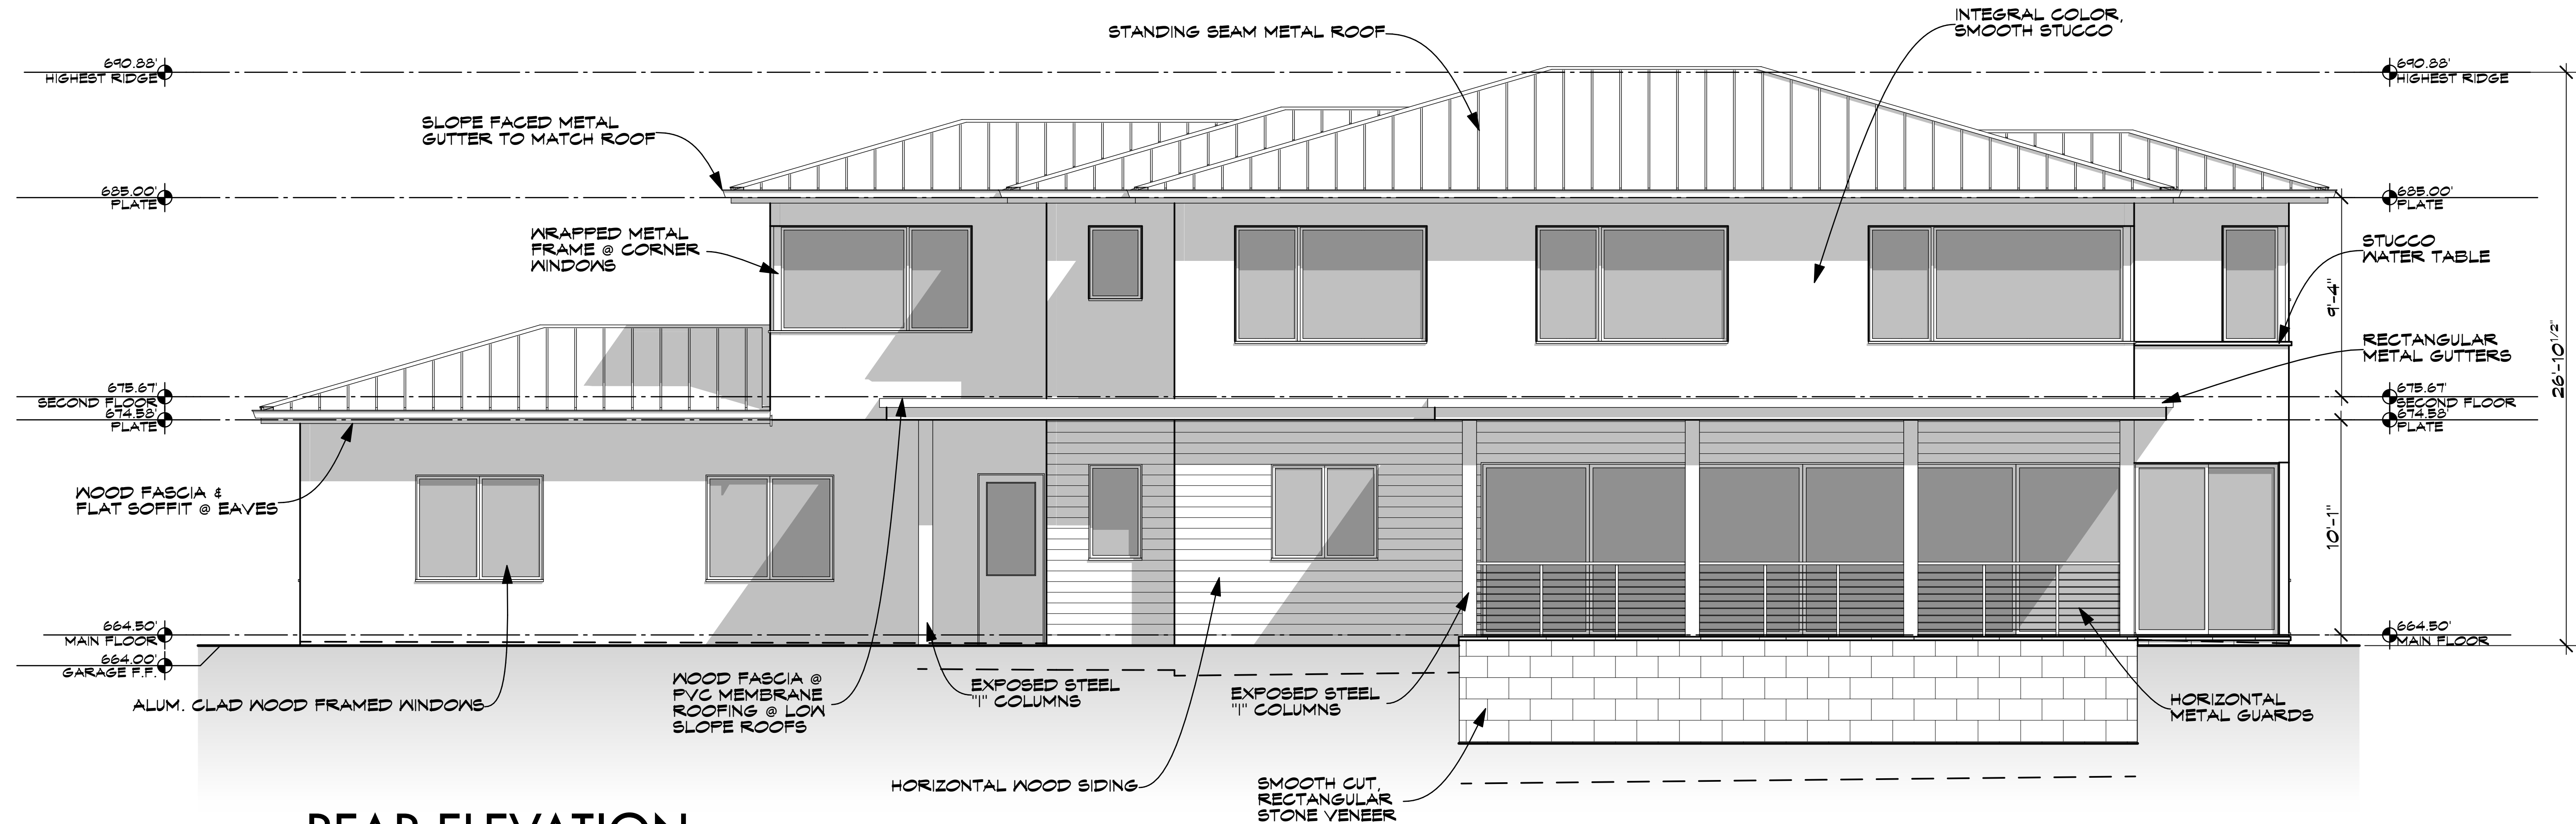 STANDING SEAM METAL ROOF
INTEGRAL COLOR,
SMOOTH STUCCO
690.88'
HIGHEST RIDGE
690.88'
HIGHEST RIDGE
SLOPE FACED METAL
GUTTER TO MATCH ROOF
685.00'
PLATE
685.00'
PLATE
WRAPPED METAL
FRAME @ CORNER
WINDOWS
STUCCO
WATER TABLE
9'-4"
26'-10 1/2"
RECTANGULAR
METAL GUTTERS
675.67'
SECOND FLOOR
674.58'
PLATE
675.67'
SECOND FLOOR
674.58'
PLATE
WOOD FASCIA &
FLAT SOFFIT @ EAVES
10'-1"
664.50'
MAIN FLOOR
664.00'
GARAGE F.F.
664.50'
MAIN FLOOR
ALUM. CLAD WOOD FRAMED WINDOWS
WOOD FASCIA @
PVC MEMBRANE
ROOFING @ LOW
SLOPE ROOFS
EXPOSED STEEL
"I" COLUMNS
EXPOSED STEEL
"I" COLUMNS
HORIZONTAL
METAL GUARDS
HORIZONTAL WOOD SIDING
SMOOTH CUT,
RECTANGULAR
STONE VENEER
REAR ELEVATION